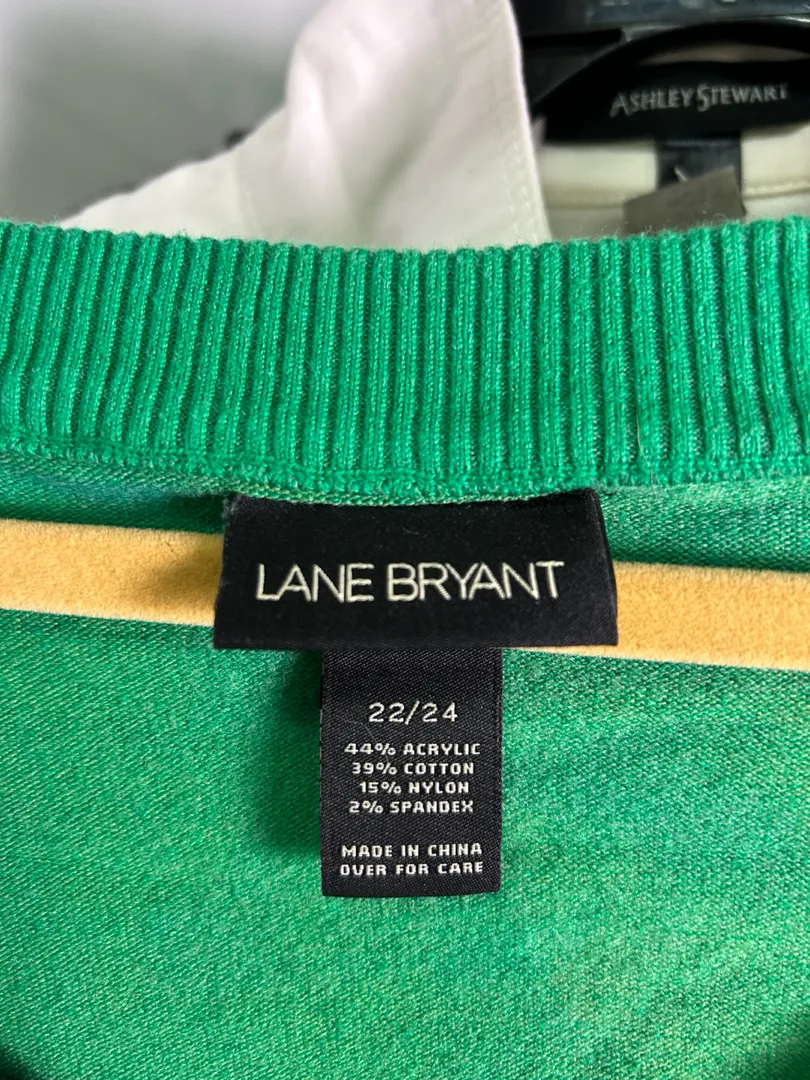 ASHLEY STEWART
LANE BRYANT
22/24
44% ACRYLIC
39% COTTON
15% NYLON
2% SPANDEX
MADE IN CHINA
OVER FOR CARE